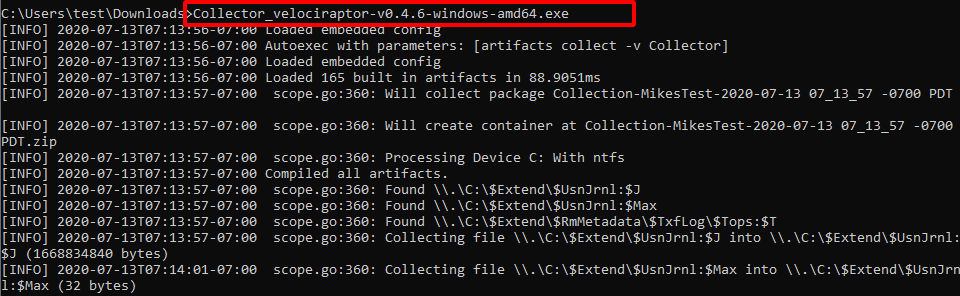 C:\Users\test\Downloads>Collector_velociraptor-v0.4.6-windows-amd64.exe
[INFO] 2020-07-13T07:13:56-07:00 Loaded embedded config
[INFO] 2020-07-13T07:13:56-07:00 Autoexec with parameters: [artifacts collect -v Collector]
[INFO] 2020-07-13T07:13:56-07:00 Loaded embedded config
[INFO] 2020-07-13T07:13:56-07:00 Loaded 165 built in artifacts in 88.9051ms
[INFO] 2020-07-13T07:13:57-07:00  scope.go:360: Will collect package Collection-MikesTest-2020-07-13 07_13_57 -0700 PDT
[INFO] 2020-07-13T07:13:57-07:00  scope.go:360: Will create container at Collection-MikesTest-2020-07-13 07_13_57 -0700
PDT.zip
[INFO] 2020-07-13T07:13:57-07:00  scope.go:360: Processing Device C: With ntfs
[INFO] 2020-07-13T07:13:57-07:00 Compiled all artifacts.
[INFO] 2020-07-13T07:13:57-07:00  scope.go:360: Found \\.\C:\$Extend\$UsnJrnl:$J
[INFO] 2020-07-13T07:13:57-07:00  scope.go:360: Found \\.\C:\$Extend\$UsnJrnl:$Max
[INFO] 2020-07-13T07:13:57-07:00  scope.go:360: Found \\.\C:\$Extend\$RmMetadata\$TxfLog\$Tops:$T
[INFO] 2020-07-13T07:13:57-07:00  scope.go:360: Collecting file \\.\C:\$Extend\$UsnJrnl:$J into \\.\C:\$Extend\$UsnJrnl:
$J (1668834840 bytes)
[INFO] 2020-07-13T07:14:01-07:00  scope.go:360: Collecting file \\.\C:\$Extend\$UsnJrnl:$Max into \\.\C:\$Extend\$UsnJrn
l:$Max (32 bytes)